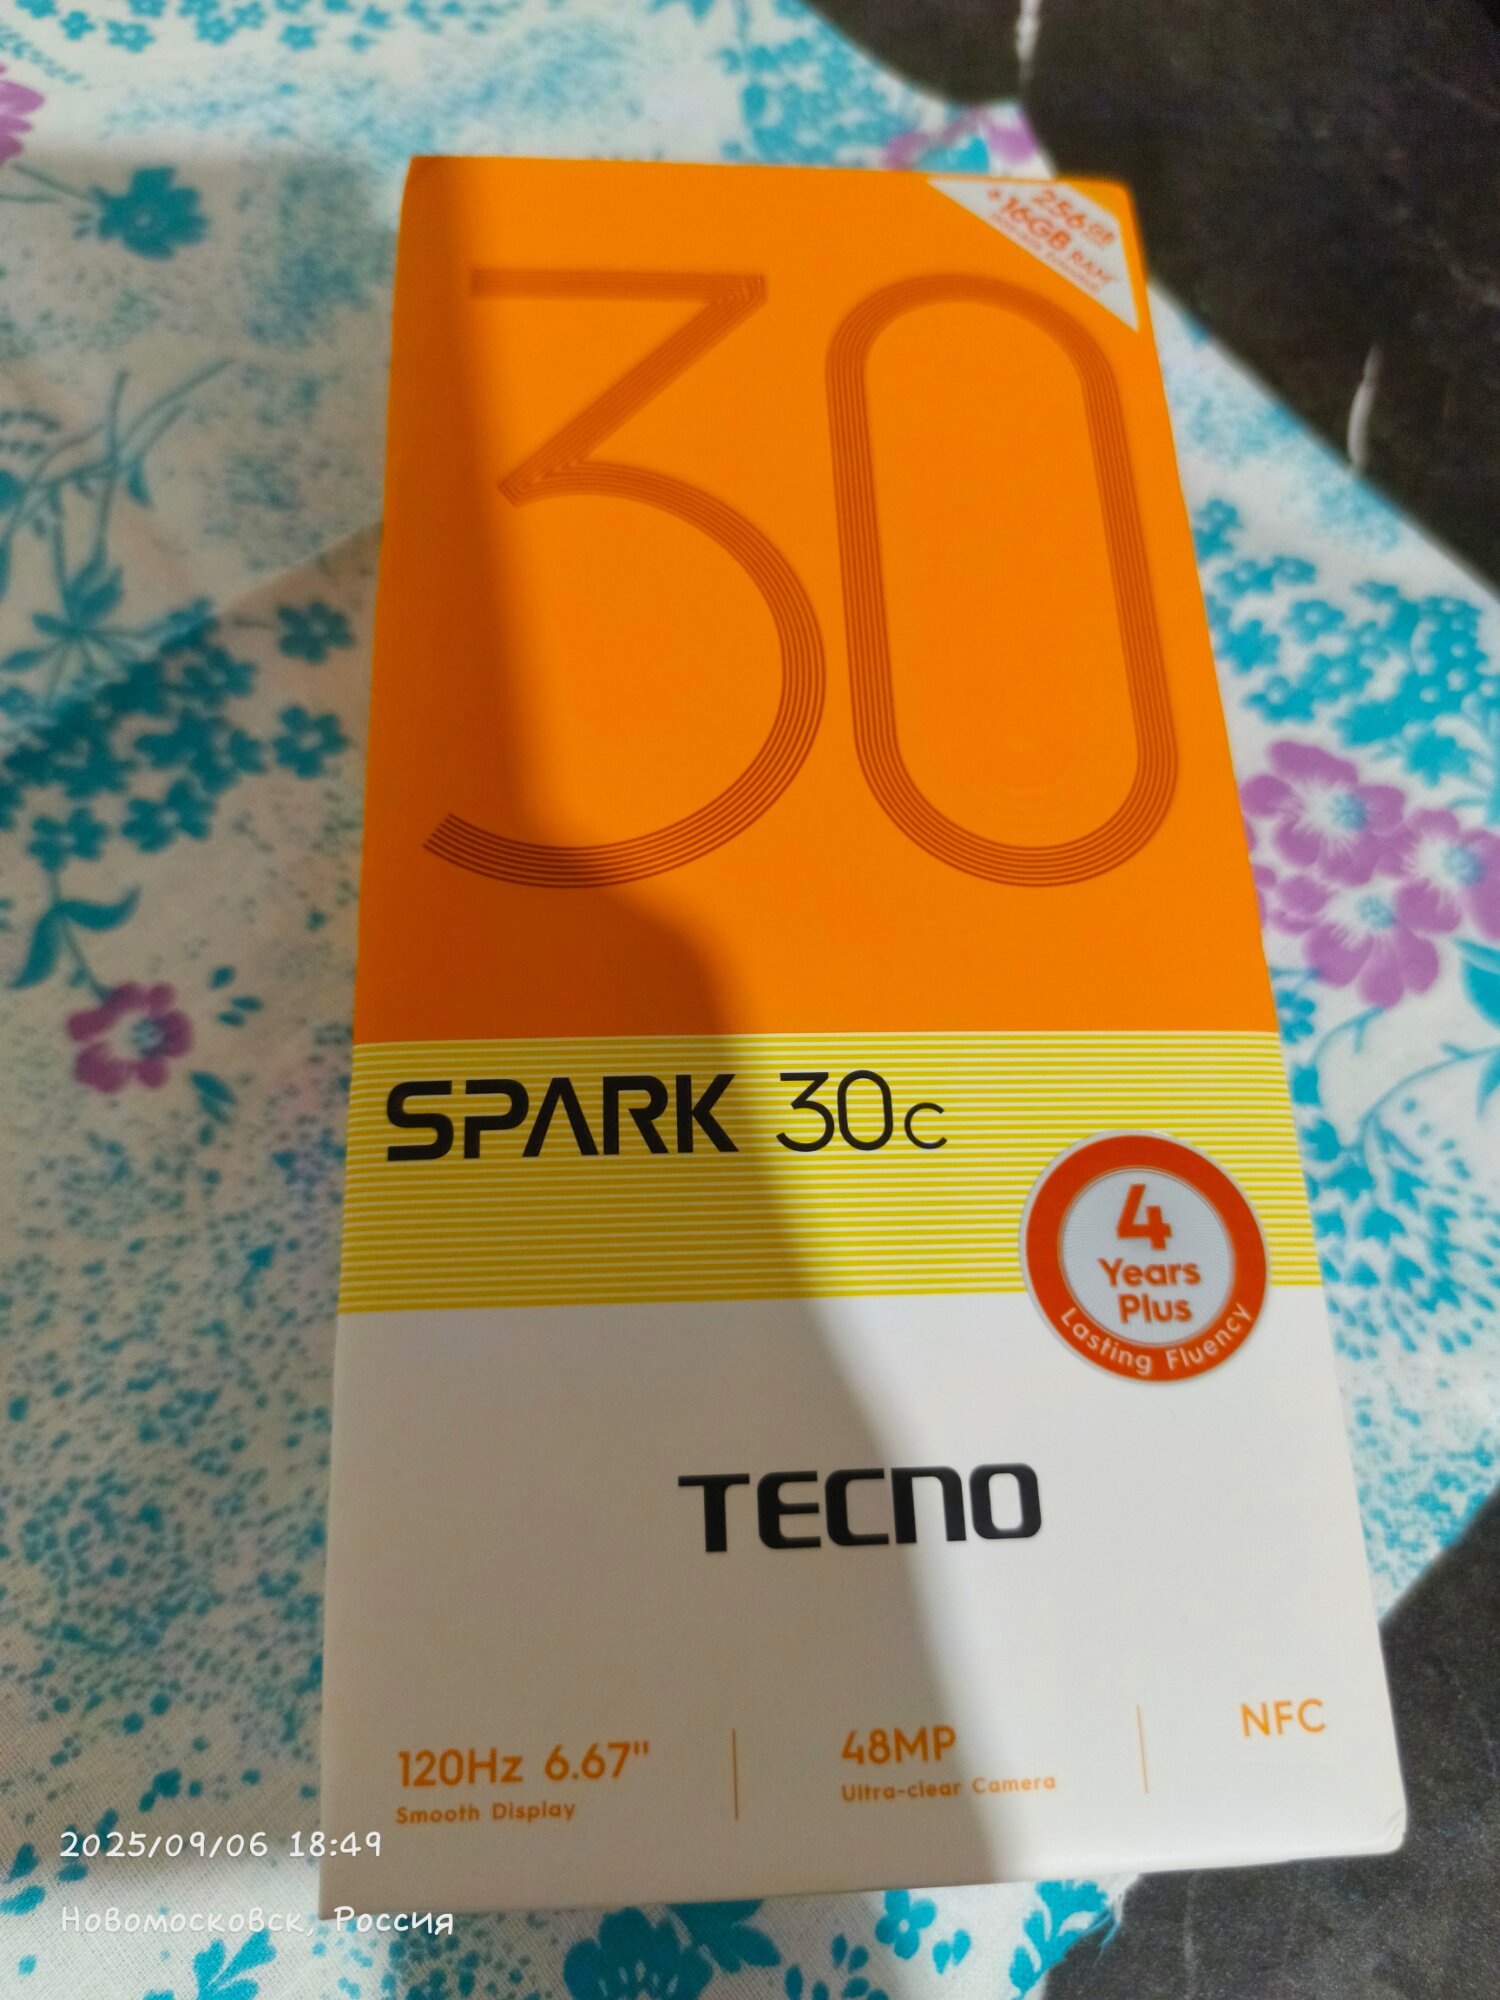 256GB
+16GB RAM
30
SPARK 30C
4
Years
Plus
Lasting Fluency
TECNO
120Hz 6.67"
Smooth Display
48MP
Ultra-clear Camera
NFC
2025/09/06 18:49
Новомосковск, Россия